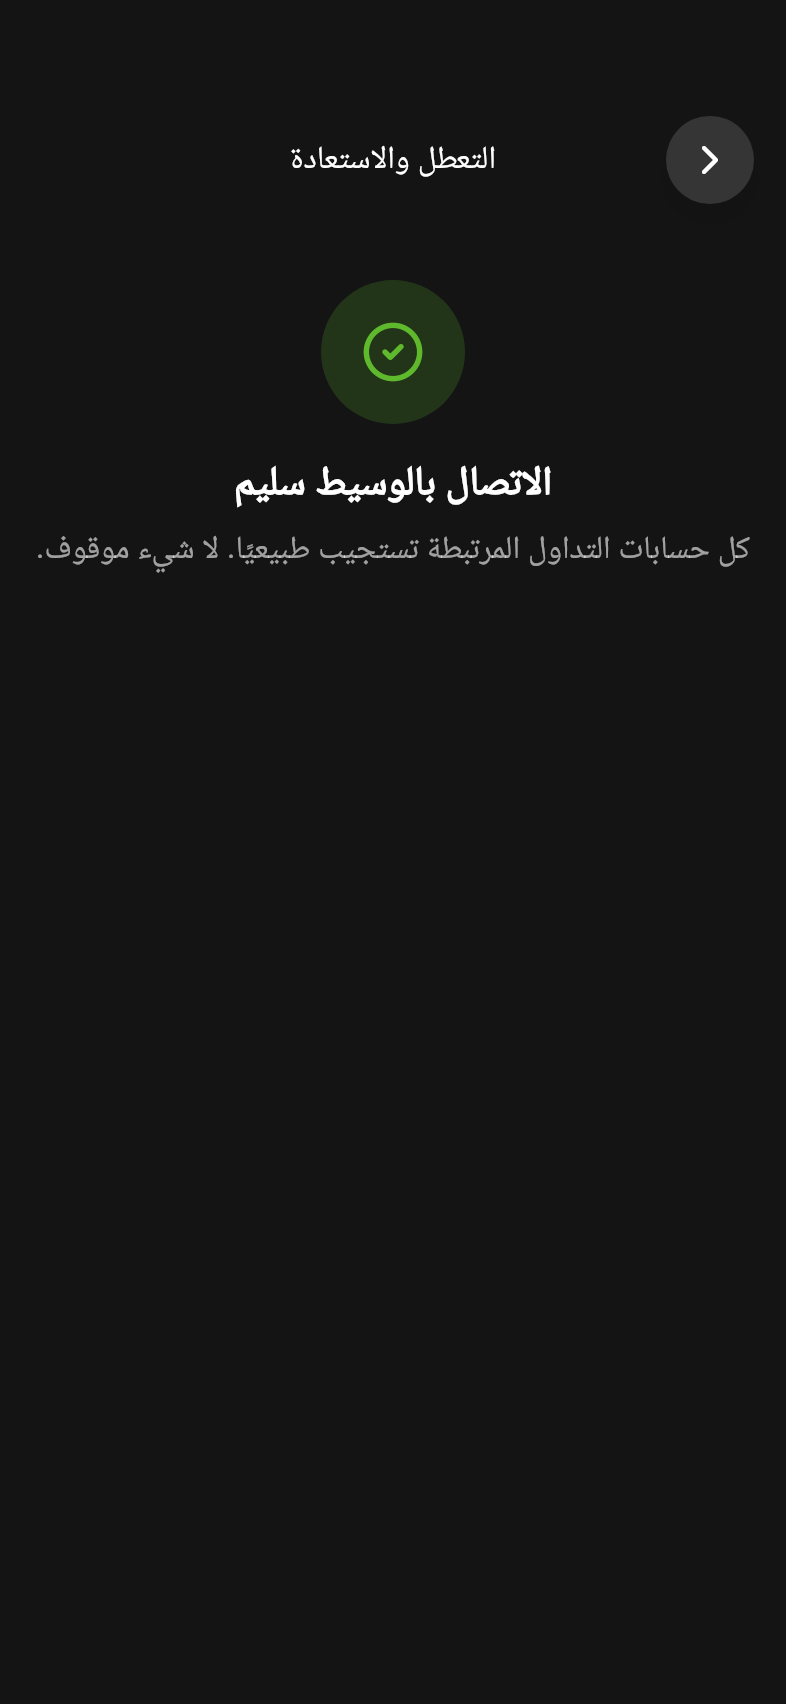 التعطل والاستعادة
الاتصال بالوسيط سليم
كل حسابات التداول المرتبطة تستجيب طبيعيًا. لا شيء موقوف.